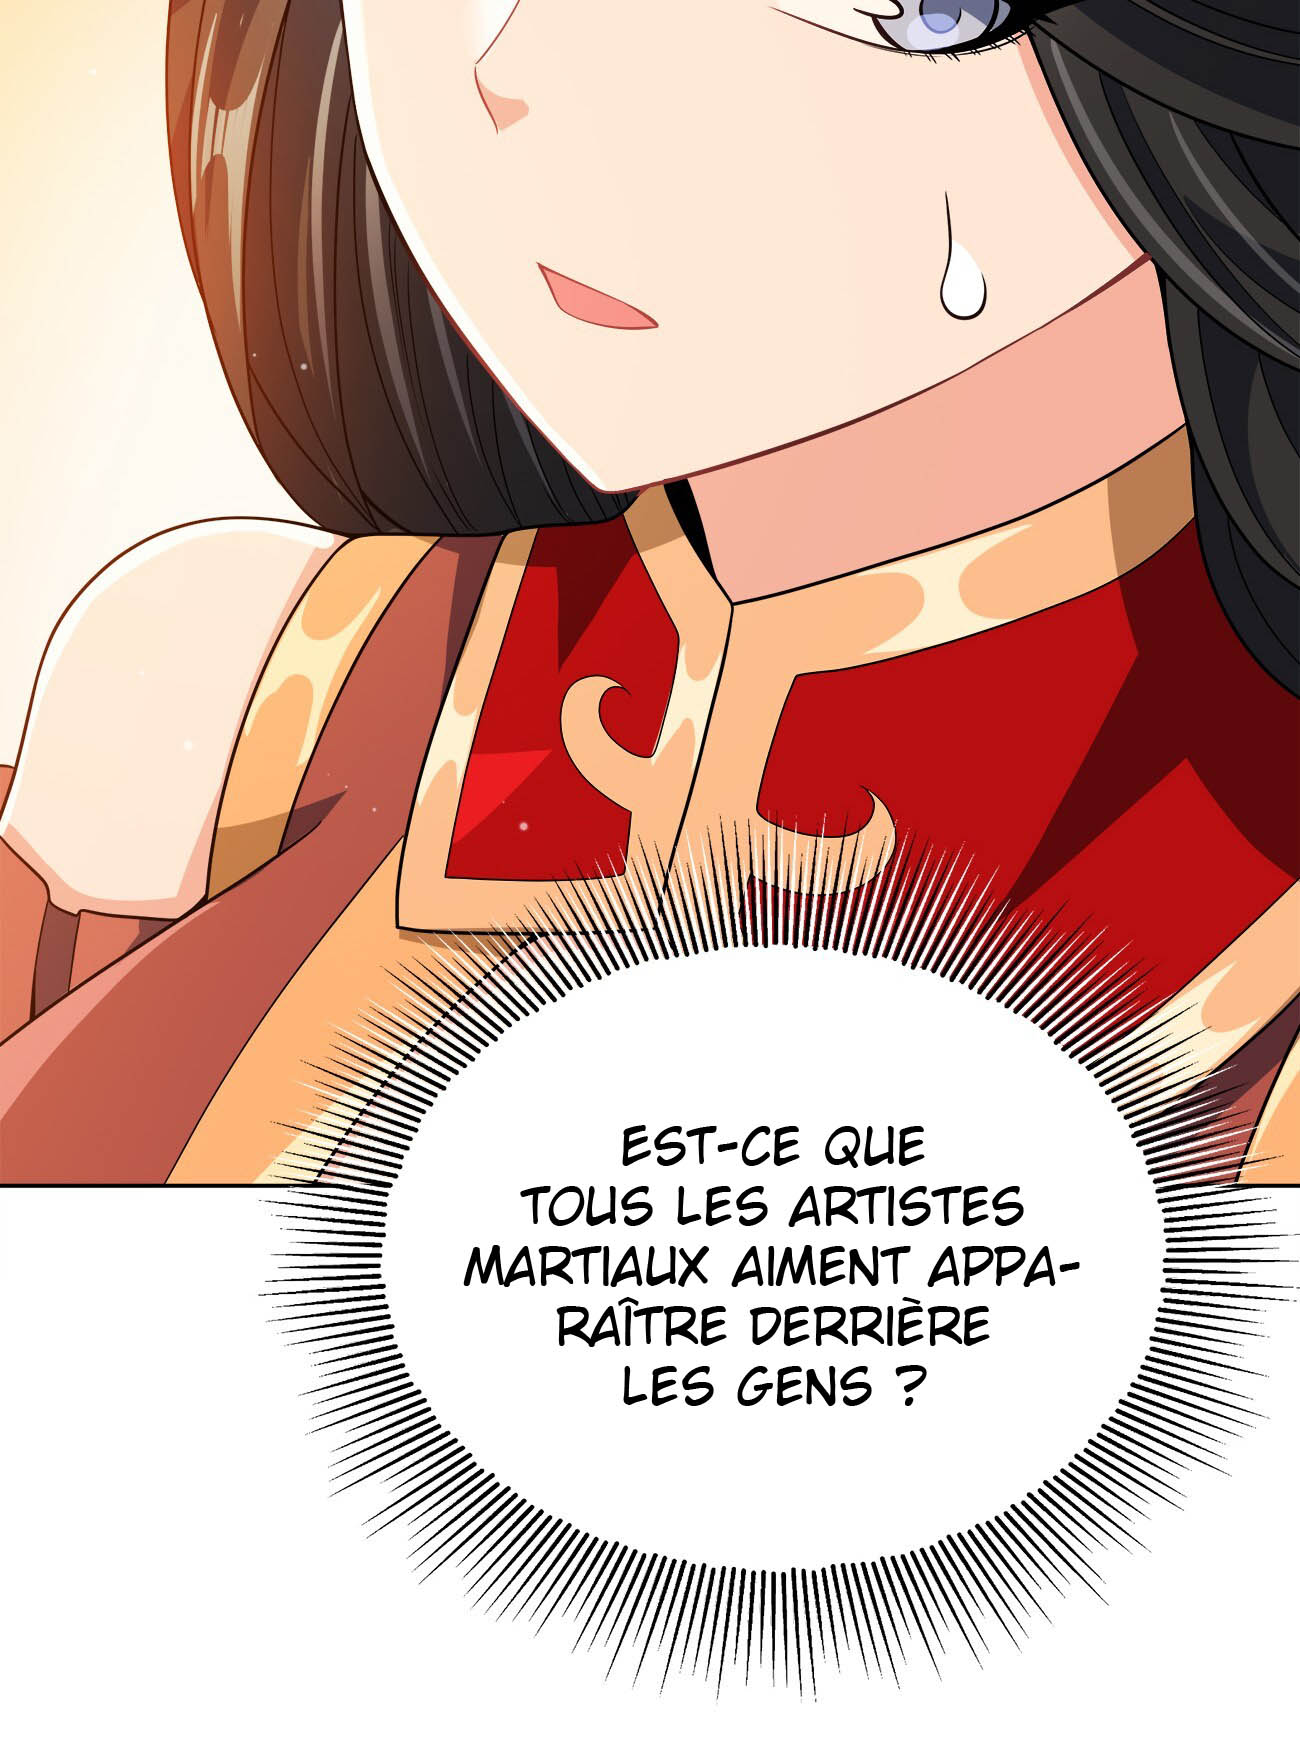 EST-CE QUE
TOUS LES ARTISTES
MARTIAUX AIMENT APPA-
RAÎTRE DERRIÈRE
LES GENS ?